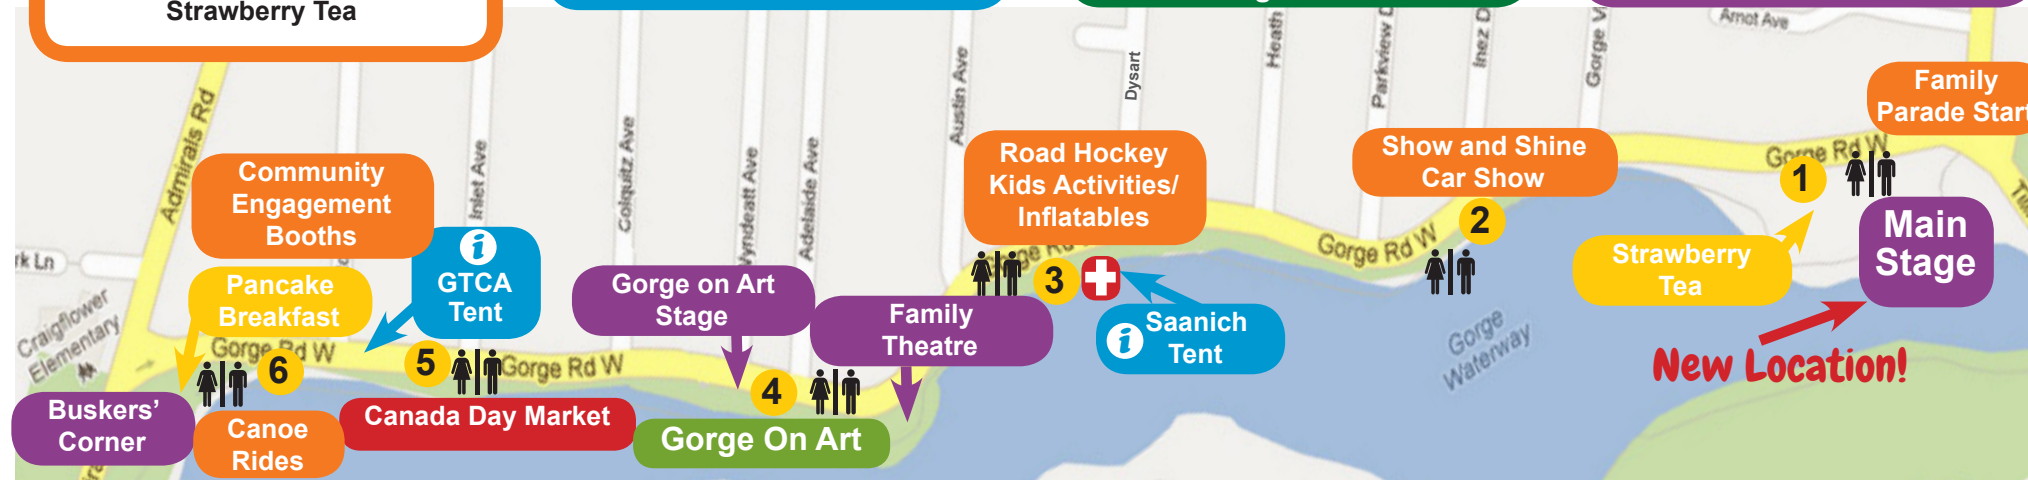 Strawberry Tea
Arnot Ave
Family
Parade Start
Admirals Rd
Inlet Ave
Colquitz Ave
Adelaide Ave
Austin Ave
Dysart
Heath
Parkview D
Inez D
Gorge V
Community
Engagement
Booths
Road Hockey
Kids Activities/
Inflatables
Show and Shine
Car Show
Gorge Rd W
1
2
Main
Stage
Strawberry
Tea
New Location!
Gorge Rd W
Gorge
Waterway
3
i Saanich
Tent
i
GTCA
Tent
Gorge on Art
Stage
Family
Theatre
Pancake
Breakfast
rk Ln
Craigflower
Elementary
Gorge Rd W
6
5
Gorge Rd W
4
Buskers’
Corner
Canoe
Rides
Canada Day Market
Gorge On Art